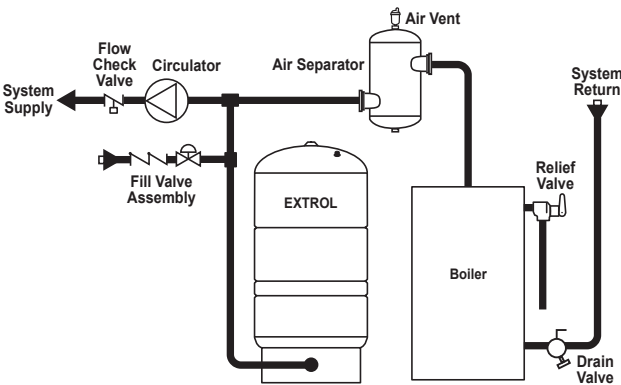 Air Vent
Flow
Check
Valve
Circulator
Air Separator
System
Supply
System
Return
Fill Valve
Assembly
EXTROL
Relief
Valve
Boiler
Drain
Valve